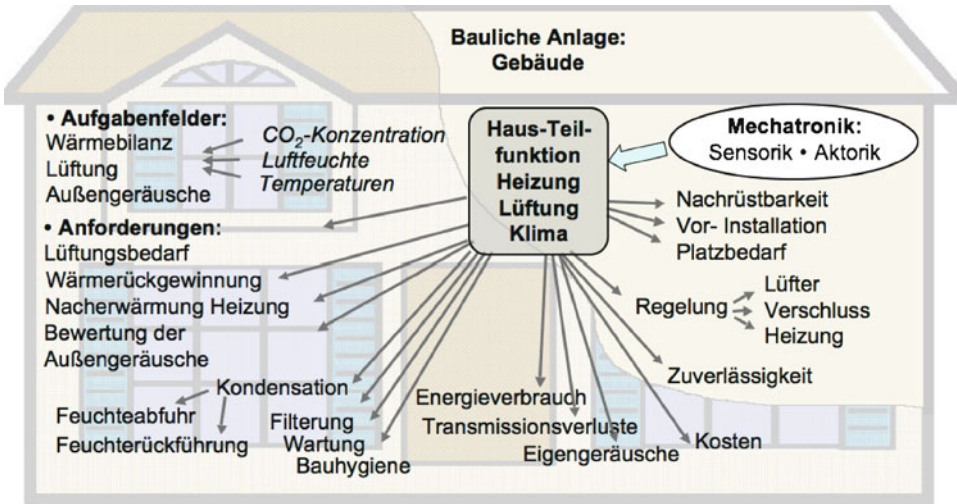 Bauliche Anlage:
Gebäude
• Aufgabenfelder:
Wärmebilanz
Lüftung
Außengeräusche
CO₂-Konzentration
Luftfeuchte
Temperaturen
Haus-Teil-
funktion
Heizung
Lüftung
Klima
Mechatronik:
Sensorik • Aktorik
Nachrüstbarkeit
Vor- Installation
Platzbedarf
• Anforderungen:
Lüftungsbedarf
Wärmerückgewinnung
Nacherwärmung Heizung
Bewertung der
Außengeräusche
Regelung
Lüfter
Verschluss
Heizung
Zuverlässigkeit
Kondensation
Feuchteabfuhr
Feuchterückführung
Filterung
Wartung
Bauhygiene
Energieverbrauch
Transmissionsverluste
Eigengeräusche
Kosten